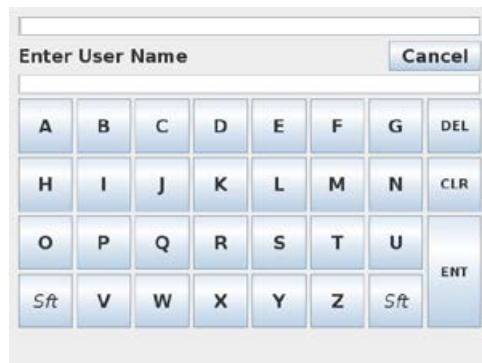 Enter User Name Cancel
A B C D E F G DEL
H I J K L M N CLR
O P Q R S T U
ENT
Sft V W X Y Z Sft